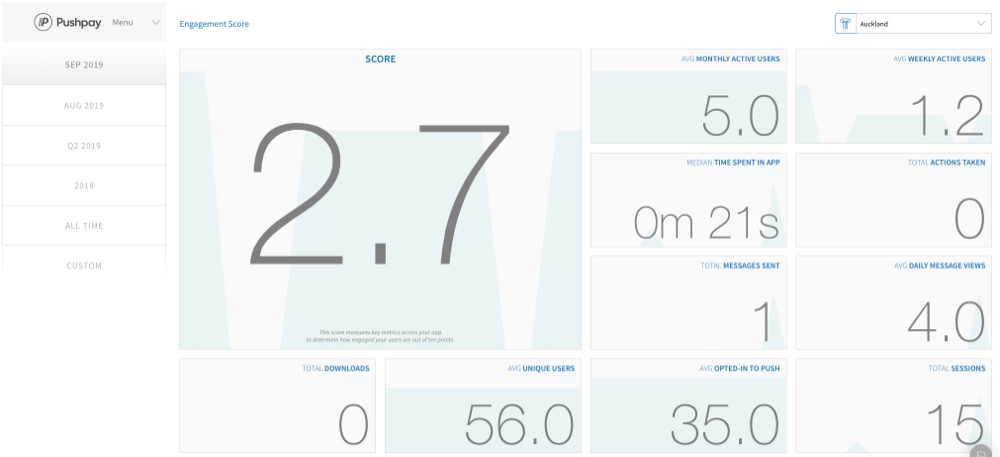 Pushpay Menu
Engagement Score
Auckland
SEP 2019
AUG 2019
Q2 2019
2018
ALL TIME
CUSTOM
SCORE
2.7
This score measures key metrics across your app
to determine how engaged your users are out of ten points.
AVG MONTHLY ACTIVE USERS
5.0
AVG WEEKLY ACTIVE USERS
1.2
MEDIAN TIME SPENT IN APP
0m 21s
TOTAL ACTIONS TAKEN
0
TOTAL MESSAGES SENT
1
AVG DAILY MESSAGE VIEWS
4.0
TOTAL DOWNLOADS
0
AVG UNIQUE USERS
56.0
AVG OPTED-IN TO PUSH
35.0
TOTAL SESSIONS
15